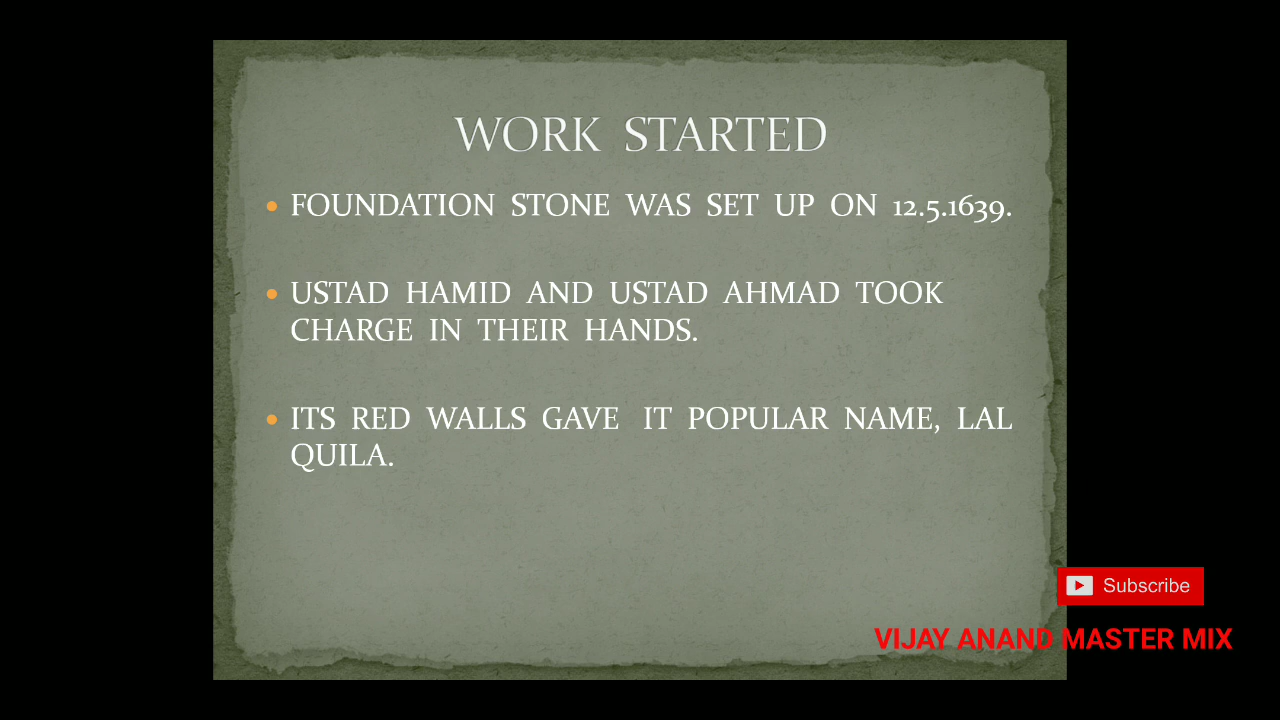 WORK STARTED
• FOUNDATION STONE WAS SET UP ON 12.5.1639.
• USTAD HAMID AND USTAD AHMAD TOOK
CHARGE IN THEIR HANDS.
• ITS RED WALLS GAVE IT POPULAR NAME, LAL
QUILA.
Subscribe
VIJAY ANAND MASTER MIX